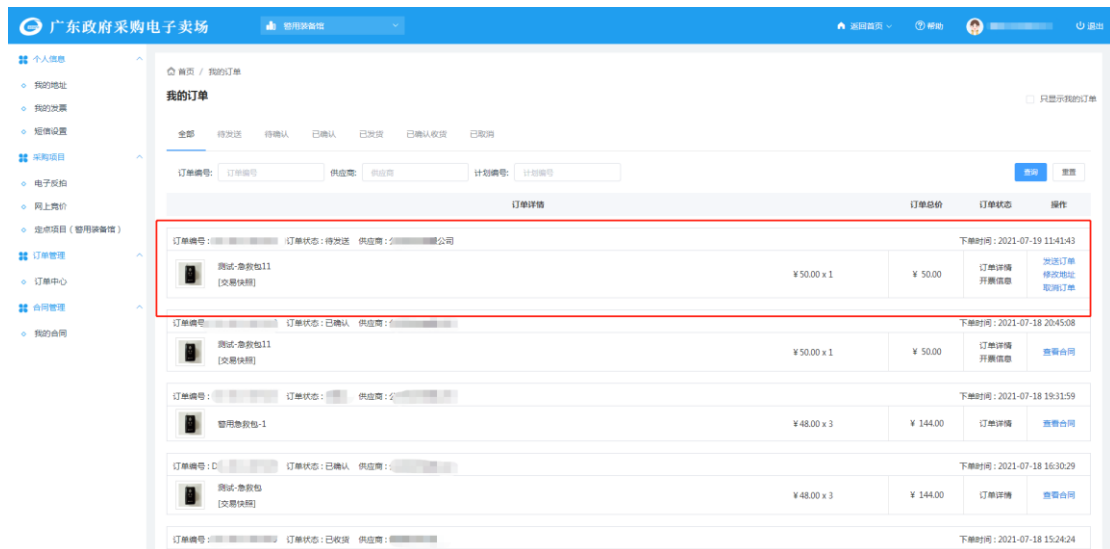 广东政府采购电子卖场 警用装备馆 返回首页 帮助 退出
个人信息
我的地址
我的发票
短信设置
采购项目
电子反拍
网上竞价
定点项目（警用装备馆）
订单管理
订单中心
合同管理
我的合同
首页 / 我的订单
我的订单 只显示我的订单
全部 待发送 待确认 已确认 已发货 已确认收货 已取消
订单编号: 订单编号 供应商: 供应商 计划编号: 计划编号 查询 重置
订单详情 订单总价 订单状态 操作
订单编号: 订单状态:待发送 供应商: 公司 下单时间:2021-07-19 11:41:43
测试-急救包11
[交易快照]
¥50.00 x 1 ¥ 50.00
订单详情
开票信息
发送订单
修改地址
取消订单
订单编号 订单状态:已确认 供应商: 下单时间:2021-07-18 20:45:08
测试-急救包11
[交易快照]
¥50.00 x 1 ¥ 50.00
订单详情
开票信息
查看合同
订单编号: 订单状态: 供应商: 下单时间:2021-07-18 19:31:59
警用急救包-1 ¥48.00 x 3 ¥ 144.00 订单详情 查看合同
订单编号:D 订单状态:已确认 供应商: 下单时间:2021-07-18 16:30:29
测试-急救包
[交易快照]
¥48.00 x 3 ¥ 144.00 订单详情 查看合同
订单编号: 订单状态:已收货 供应商: 下单时间:2021-07-18 15:24:24